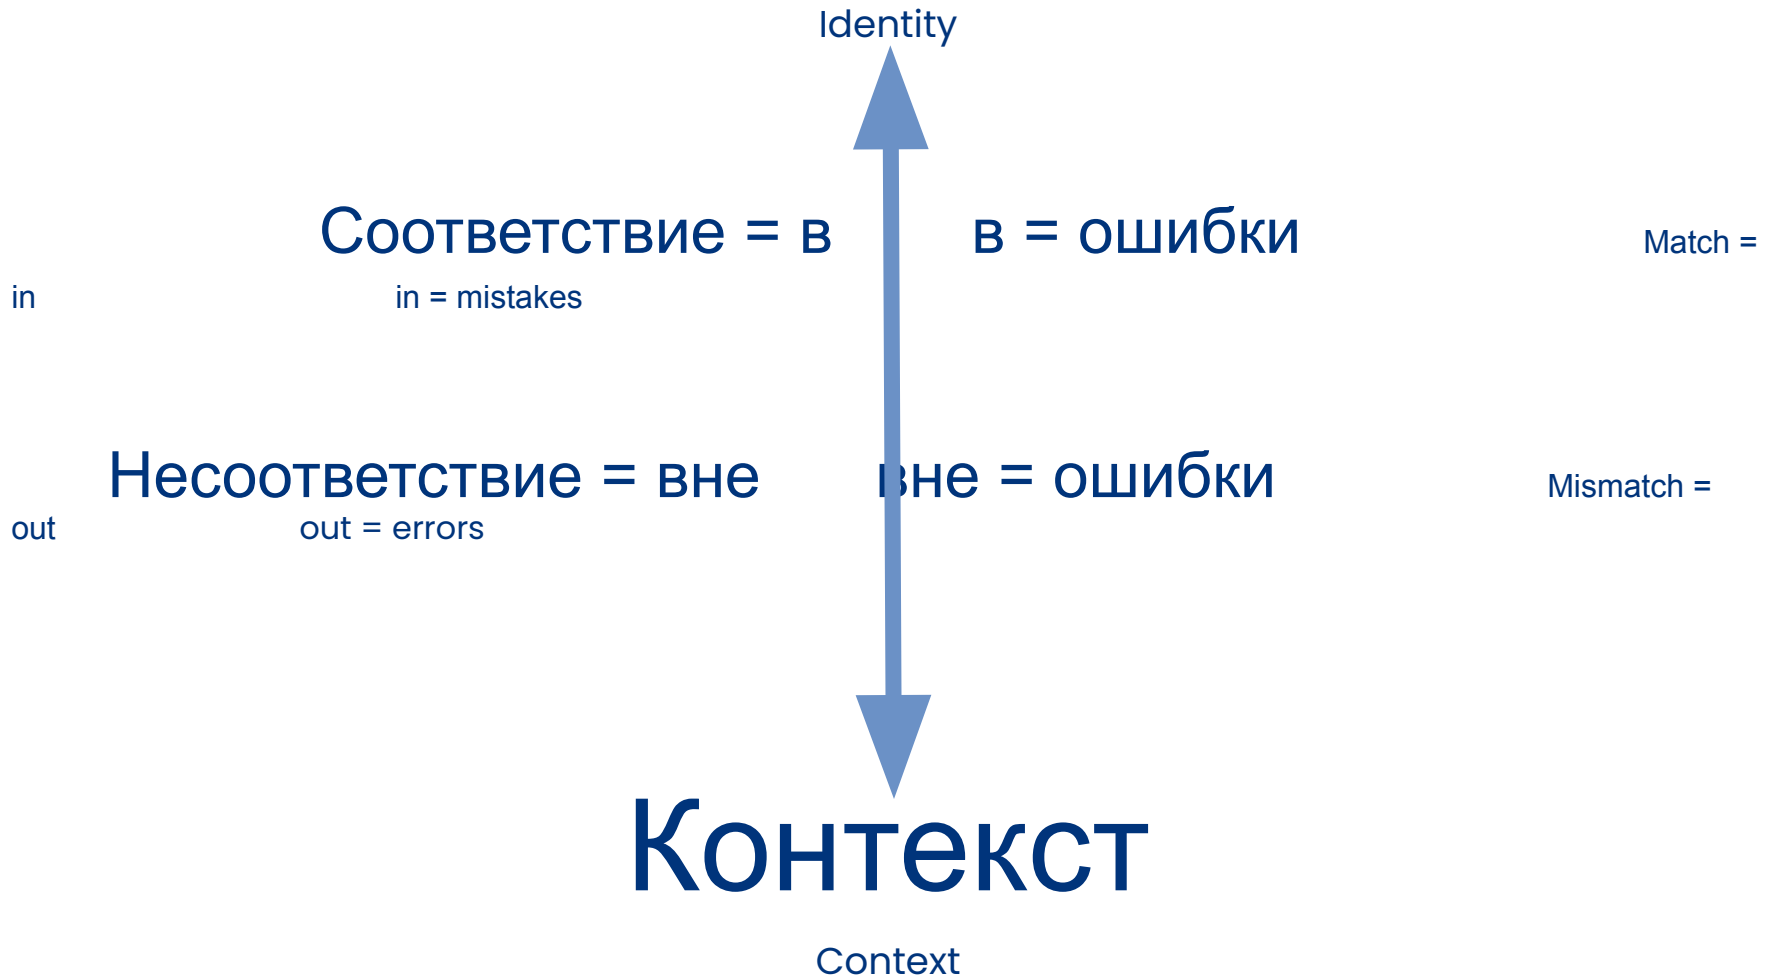 Identity
Соответствие = в в = ошибки Match =
in in = mistakes
Несоответствие = вне вне = ошибки Mismatch =
out out = errors
Контекст
Context